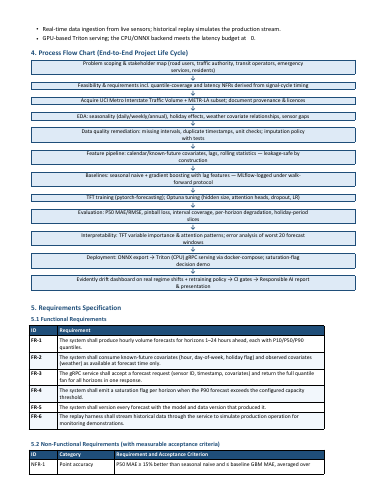 • Real-time data ingestion from live sensors; historical replay simulates the production stream.
• GPU-based Triton serving; the CPU/ONNX backend meets the latency budget at 0.
4. Process Flow Chart (End-to-End Project Life Cycle)
Problem scoping & stakeholder map (road users, traffic authority, transit operators, emergency
services, residents)
↓
Feasibility & requirements incl. quantile-coverage and latency NFRs derived from signal-cycle timing
↓
Acquire UCI Metro Interstate Traffic Volume + METR-LA subset; document provenance & licences
↓
EDA: seasonality (daily/weekly/annual), holiday effects, weather covariate relationships, sensor gaps
↓
Data quality remediation: missing intervals, duplicate timestamps, unit checks; imputation policy
with tests
↓
Feature pipeline: calendar/known-future covariates, lags, rolling statistics — leakage-safe by
construction
↓
Baselines: seasonal naive + gradient boosting with lag features — MLflow-logged under walk-
forward protocol
↓
TFT training (pytorch-forecasting); Optuna tuning (hidden size, attention heads, dropout, LR)
↓
Evaluation: P50 MAE/RMSE, pinball loss, interval coverage, per-horizon degradation, holiday-period
slices
↓
Interpretability: TFT variable importance & attention patterns; error analysis of worst 20 forecast
windows
↓
Deployment: ONNX export → Triton (CPU) gRPC serving via docker-compose; saturation-flag
decision demo
↓
Evidently drift dashboard on real regime shifts + retraining policy → CI gates → Responsible AI report
& presentation
5. Requirements Specification
5.1 Functional Requirements
ID Requirement
FR-1 The system shall produce hourly volume forecasts for horizons 1–24 hours ahead, each with P10/P50/P90
quantiles.
FR-2 The system shall consume known-future covariates (hour, day-of-week, holiday flag) and observed covariates
(weather) as available at forecast time only.
FR-3 The gRPC service shall accept a forecast request (sensor ID, timestamp, covariates) and return the full quantile
fan for all horizons in one response.
FR-4 The system shall emit a saturation flag per horizon when the P90 forecast exceeds the configured capacity
threshold.
FR-5 The system shall version every forecast with the model and data version that produced it.
FR-6 The replay harness shall stream historical data through the service to simulate production operation for
monitoring demonstrations.
5.2 Non-Functional Requirements (with measurable acceptance criteria)
ID Category Requirement and Acceptance Criterion
NFR-1 Point accuracy P50 MAE ≥ 15% better than seasonal naive and ≤ baseline GBM MAE, averaged over